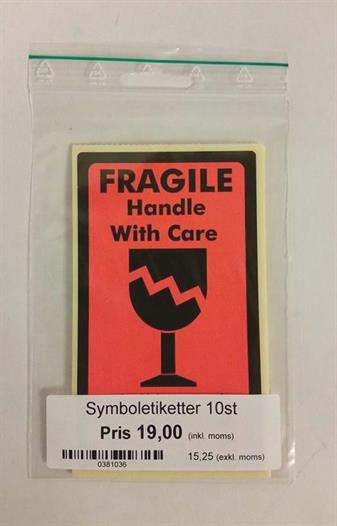 FRAGILE
Handle
With Care
Symboletiketter 10st
Pris 19,00 (inkl. moms)
15,25 (exkl. moms)
0381036